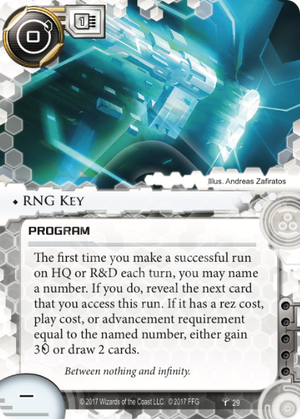 0
1
Illus. Andreas Zafiratos
♦ RNG Key
PROGRAM
The first time you make a successful run
on HQ or R&D each turn, you may name
a number. If you do, reveal the next card
that you access this run. If it has a rez cost,
play cost, or advancement requirement
equal to the named number, either gain
3 or draw 2 cards.
Between nothing and infinity.
–
© 2017 Wizards of the Coast LLC. © 2017 FFG
29